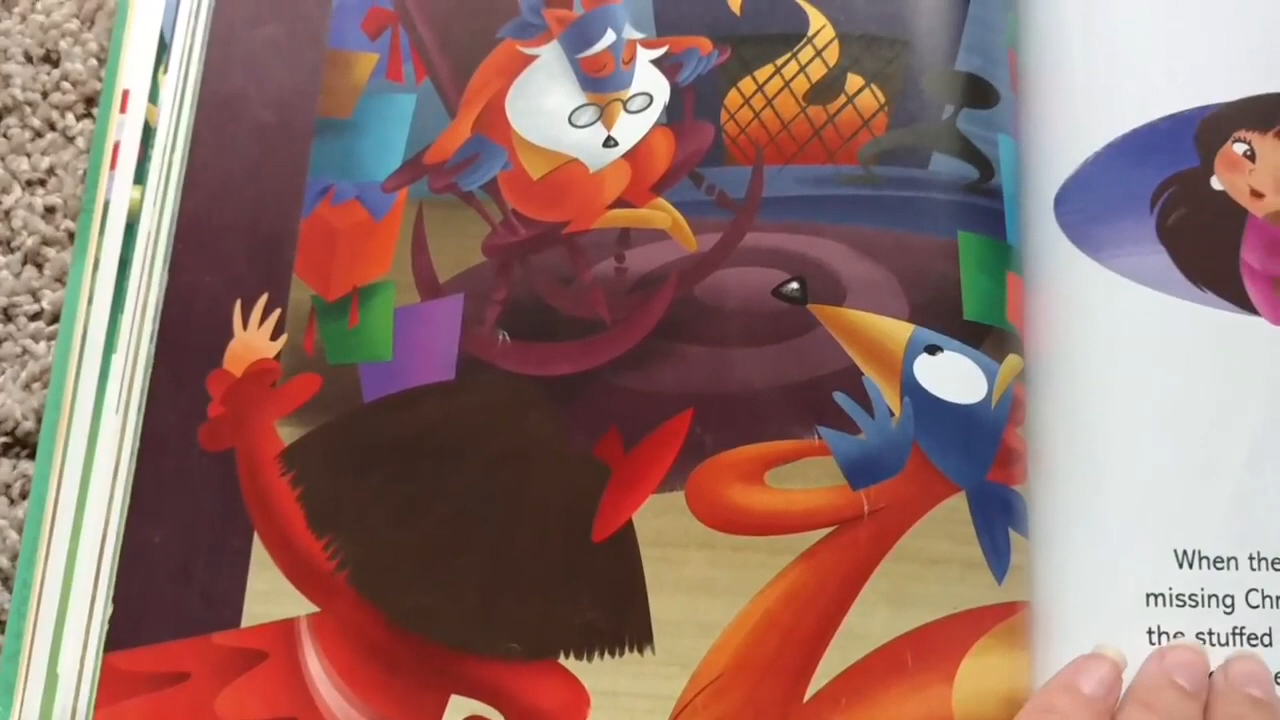 When the
missing Chr
the stuffed